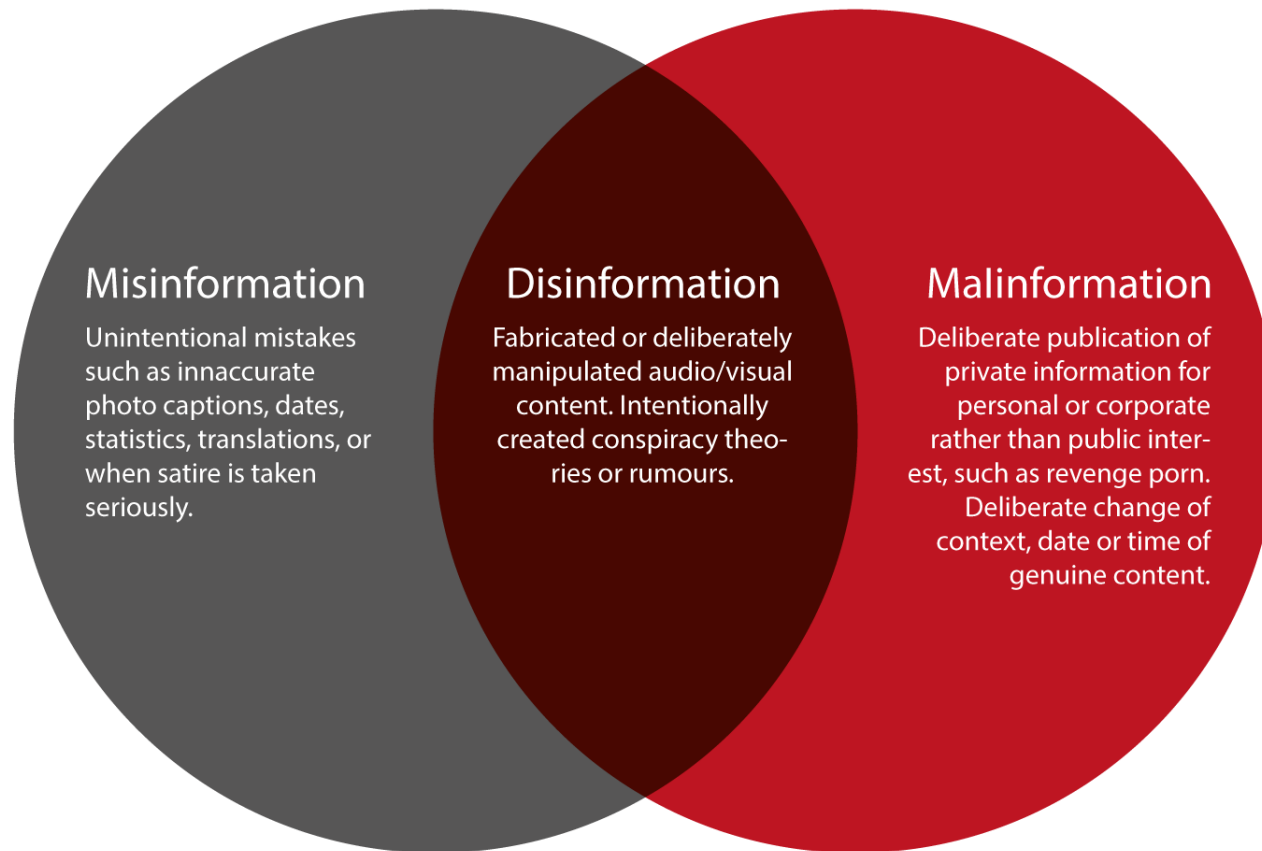 Misinformation
Unintentional mistakes
such as innaccurate
photo captions, dates,
statistics, translations, or
when satire is taken
seriously.
Disinformation
Fabricated or deliberately
manipulated audio/visual
content. Intentionally
created conspiracy theo-
ries or rumours.
Malinformation
Deliberate publication of
private information for
personal or corporate
rather than public inter-
est, such as revenge porn.
Deliberate change of
context, date or time of
genuine content.